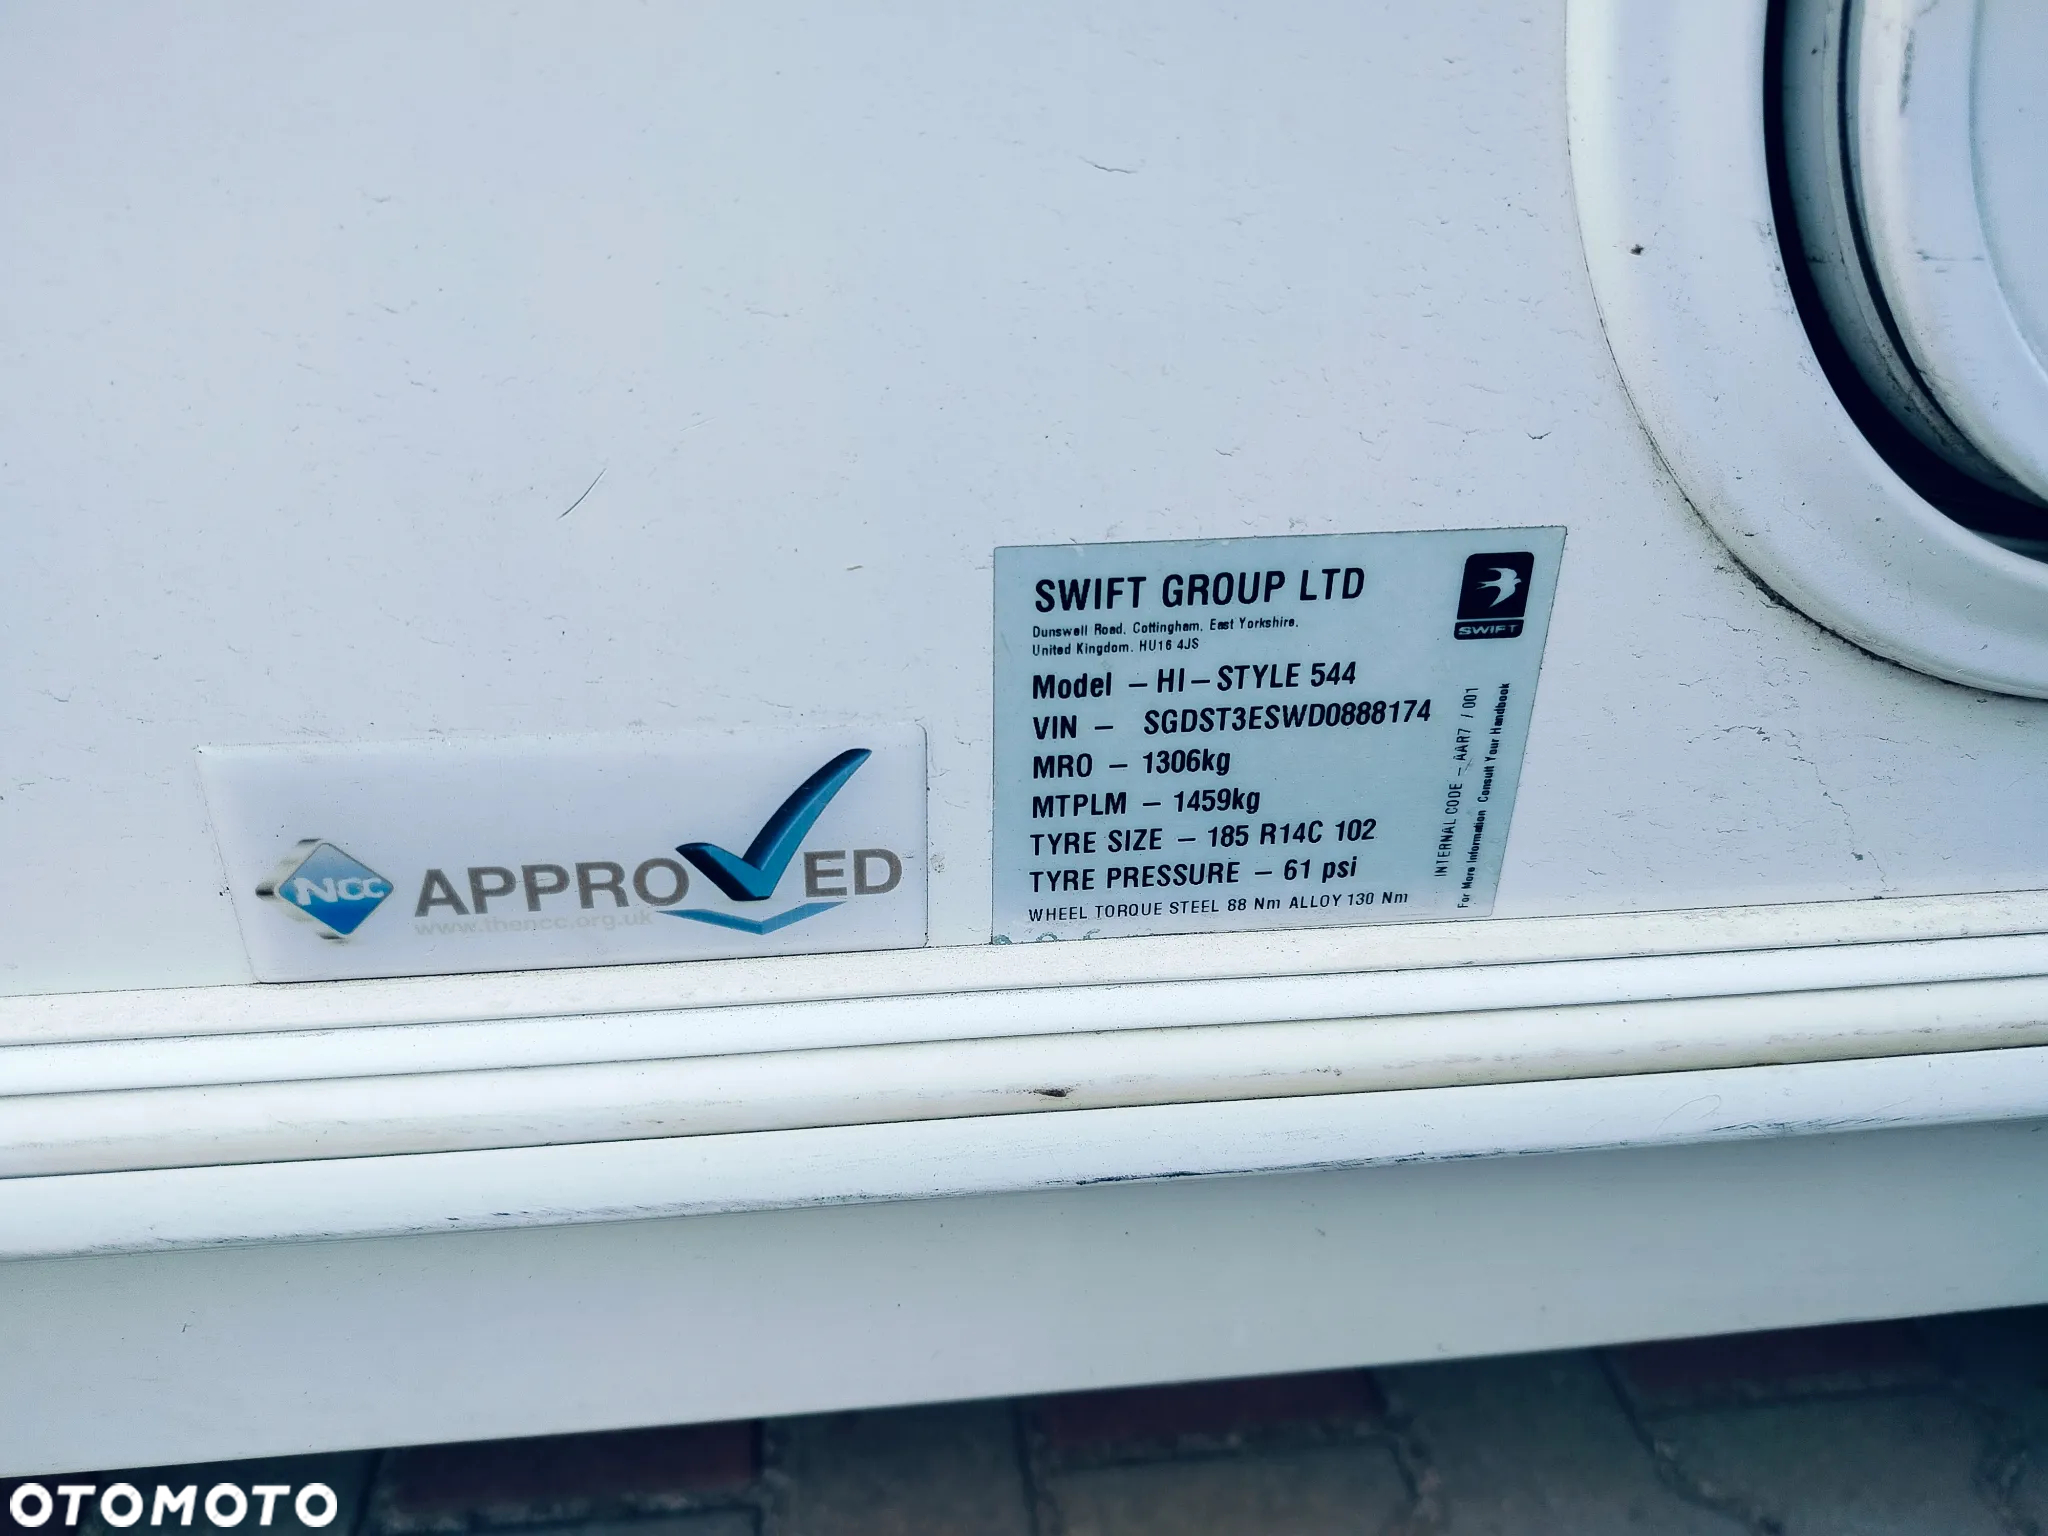 SWIFT GROUP LTD
Dunswell Road, Cottingham, East Yorkshire,
United Kingdom. HU16 4JS
Model – HI–STYLE 544
VIN – SGDST3ESWD0888174
MRO – 1306kg
MTPLM – 1459kg
TYRE SIZE – 185 R14C 102
TYRE PRESSURE – 61 psi
WHEEL TORQUE STEEL 88 Nm ALLOY 130 Nm
SWIFT
INTERNAL CODE – AAR7 / 001
For More Information Consult Your Handbook
NCC APPROVED
www.thencc.org.uk
OTOMOTO